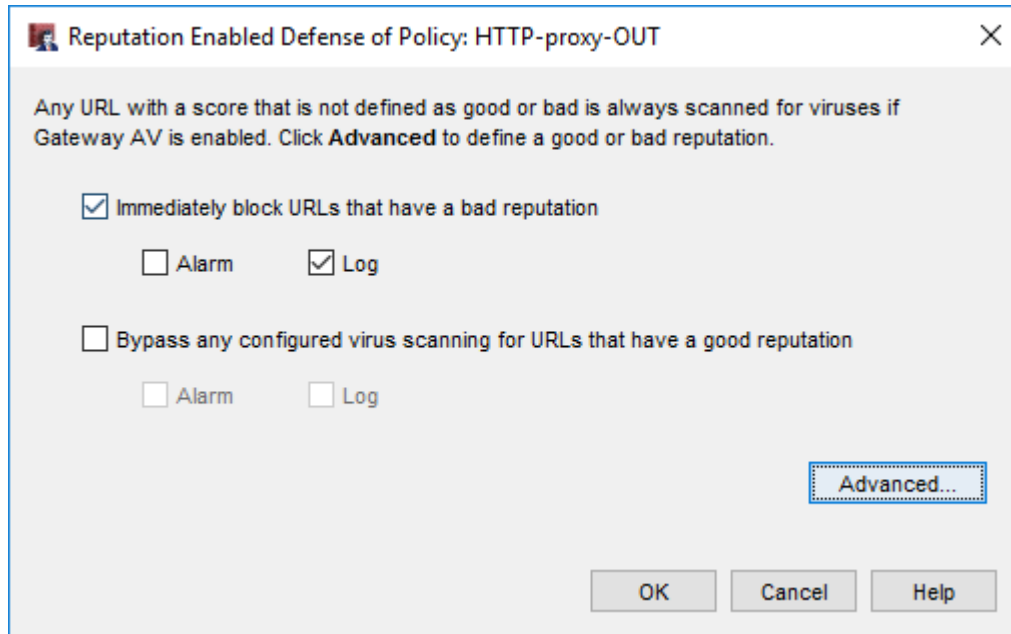 Reputation Enabled Defense of Policy: HTTP-proxy-OUT
Any URL with a score that is not defined as good or bad is always scanned for viruses if
Gateway AV is enabled. Click Advanced to define a good or bad reputation.
Immediately block URLs that have a bad reputation
Alarm Log
Bypass any configured virus scanning for URLs that have a good reputation
Alarm Log
Advanced...
OK Cancel Help